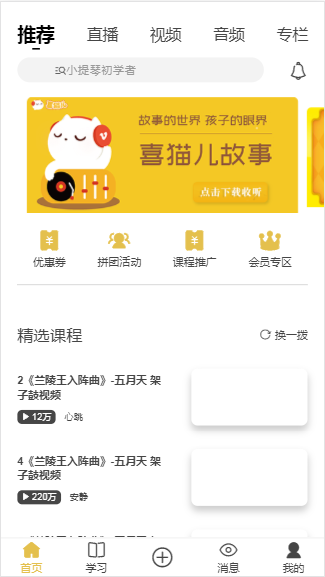 推荐 直播 视频 音频 专栏
小提琴初学者
故事的世界 孩子的眼界
喜猫儿故事
点击下载收听
优惠券 拼团活动 课程推广 会员专区
精选课程 换一拨
2《兰陵王入阵曲》-五月天 架
子鼓视频
12万 心跳
4《兰陵王入阵曲》-五月天 架
子鼓视频
220万 安静
首页 学习 消息 我的